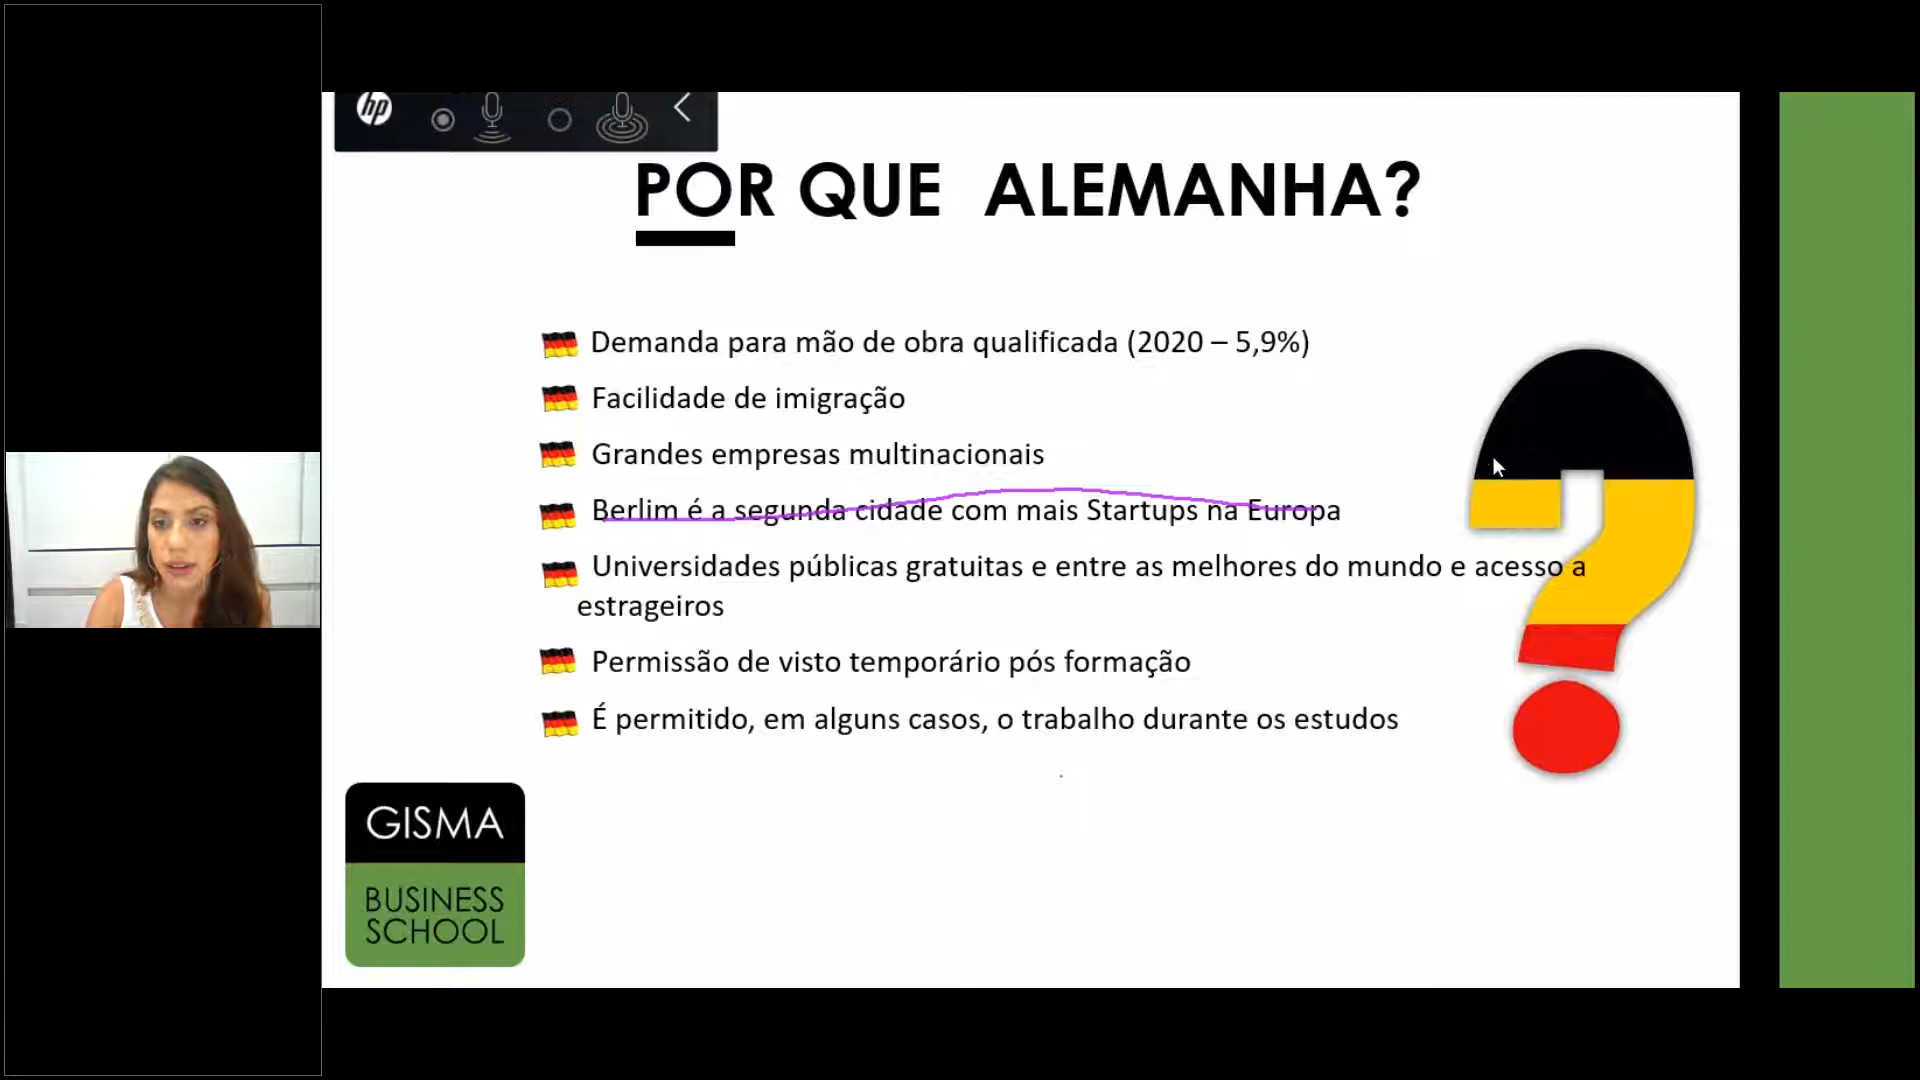 hp
POR QUE ALEMANHA?
Demanda para mão de obra qualificada (2020 – 5,9%)
Facilidade de imigração
Grandes empresas multinacionais
Berlim é a segunda cidade com mais Startups na Europa
Universidades públicas gratuitas e entre as melhores do mundo e acesso a
estrageiros
Permissão de visto temporário pós formação
É permitido, em alguns casos, o trabalho durante os estudos
GISMA
BUSINESS
SCHOOL